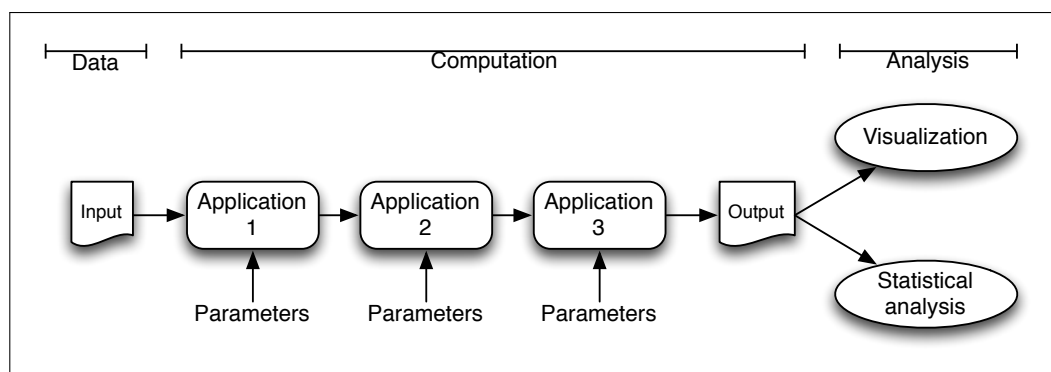 Data
Computation
Analysis
Visualization
Input
Application
1
Application
2
Application
3
Output
Statistical
analysis
Parameters
Parameters
Parameters